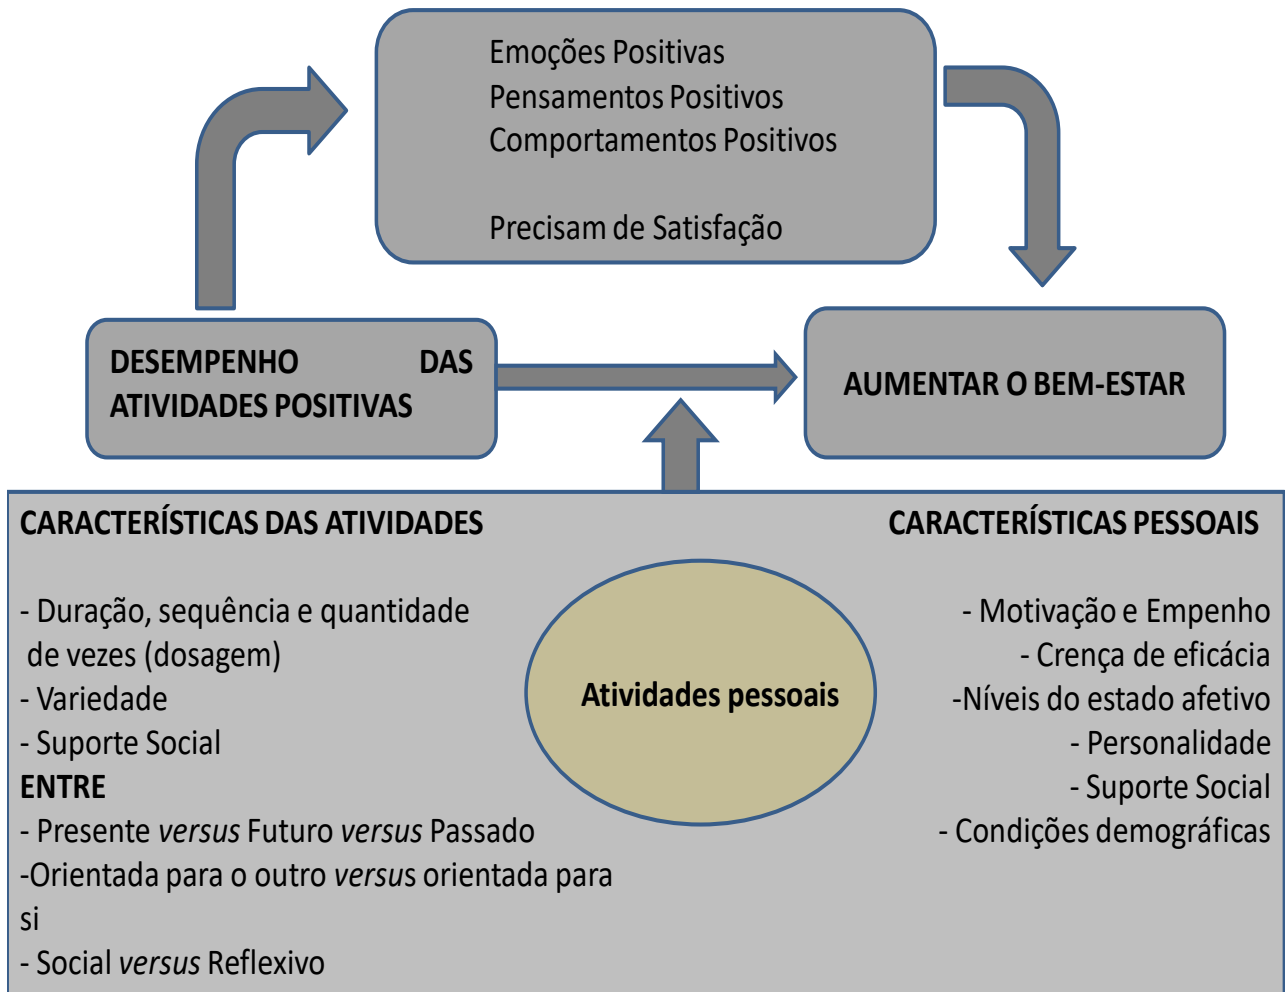 Emoções Positivas
Pensamentos Positivos
Comportamentos Positivos
Precisam de Satisfação
DESEMPENHO DAS
ATIVIDADES POSITIVAS
AUMENTAR O BEM-ESTAR
CARACTERÍSTICAS DAS ATIVIDADES
- Duração, sequência e quantidade
de vezes (dosagem)
- Variedade
- Suporte Social
ENTRE
- Presente versus Futuro versus Passado
-Orientada para o outro versus orientada para
si
- Social versus Reflexivo
Atividades pessoais
CARACTERÍSTICAS PESSOAIS
- Motivação e Empenho
- Crença de eficácia
-Níveis do estado afetivo
- Personalidade
- Suporte Social
- Condições demográficas